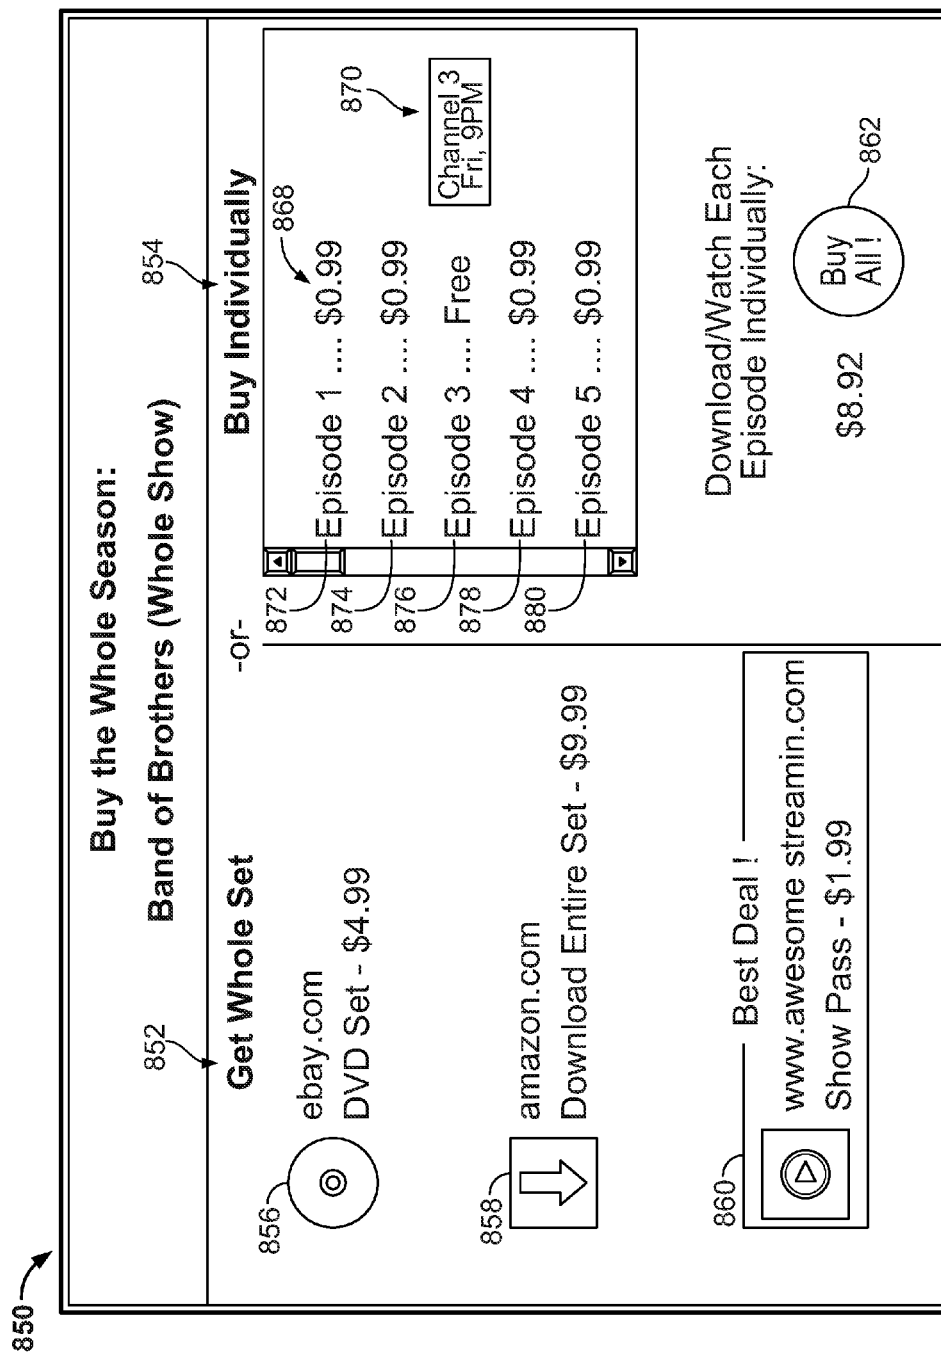 850
Buy the Whole Season:
Band of Brothers (Whole Show)
852
Get Whole Set
-or-
854
Buy Individually
856
ebay.com
DVD Set - $4.99
858
amazon.com
Download Entire Set - $9.99
860
Best Deal !
www.awesome streamin.com
Show Pass - $1.99
868
872
Episode 1 .... $0.99
874
Episode 2 .... $0.99
870
876
Episode 3 .... Free
Channel 3
Fri, 9PM
878
Episode 4 .... $0.99
880
Episode 5 .... $0.99
Download/Watch Each
Episode Individually:
$8.92
Buy
All !
862